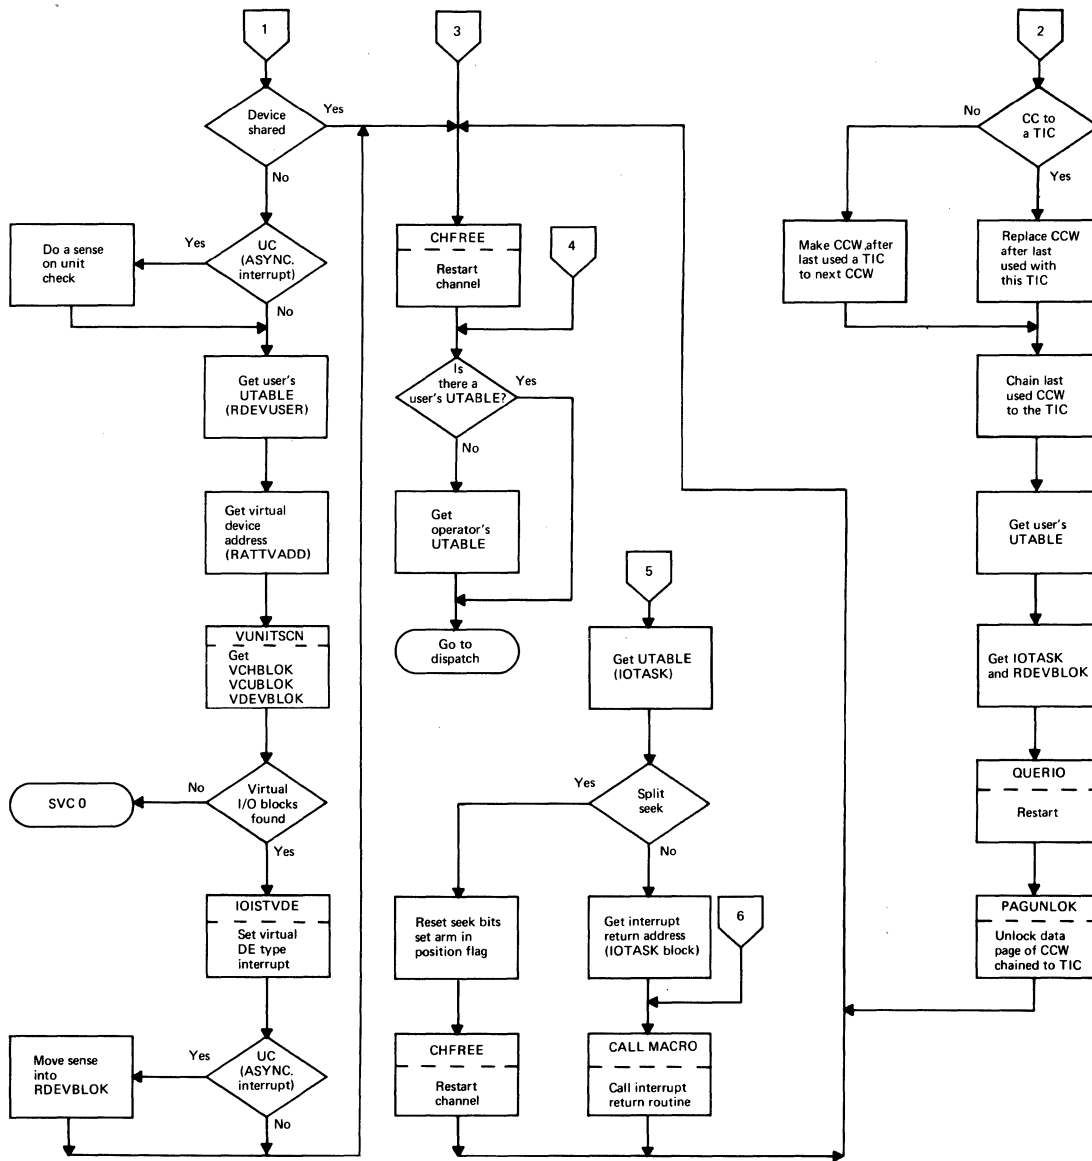 1
Device
shared
Yes
No
UC
(ASYNC.
interrupt)
Yes
No
Do a sense
on unit
check
Get user's
UTABLE
(RDEVUSER)
Get virtual
device
address
(RATTVADD)
VUNITSCN
Get
VCHBLOK
VCUBLOK
VDEVBLOK
Virtual
I/O blocks
found
No
Yes
SVC 0
IOISTVDE
Set virtual
DE type
interrupt
UC
(ASYNC.
interrupt)
Yes
No
Move sense
into
RDEVBLOK
3
CHFREE
Restart
channel
4
Is
there a
user's UTABLE?
Yes
No
Get
operator's
UTABLE
Go to
dispatch
5
Get UTABLE
(IOTASK)
Split
seek
Yes
No
Reset seek bits
set arm in
position flag
CHFREE
Restart
channel
Get interrupt
return address
(IOTASK block)
6
CALL MACRO
Call interrupt
return routine
2
CC to
a TIC
No
Yes
Make CCW,after
last used a TIC
to next CCW
Replace CCW
after last
used with
this TIC
Chain last
used CCW
to the TIC
Get user's
UTABLE
Get IOTASK
and RDEVBLOK
QUERIO
Restart
PAGUNLOK
Unlock data
page of CCW
chained to TIC